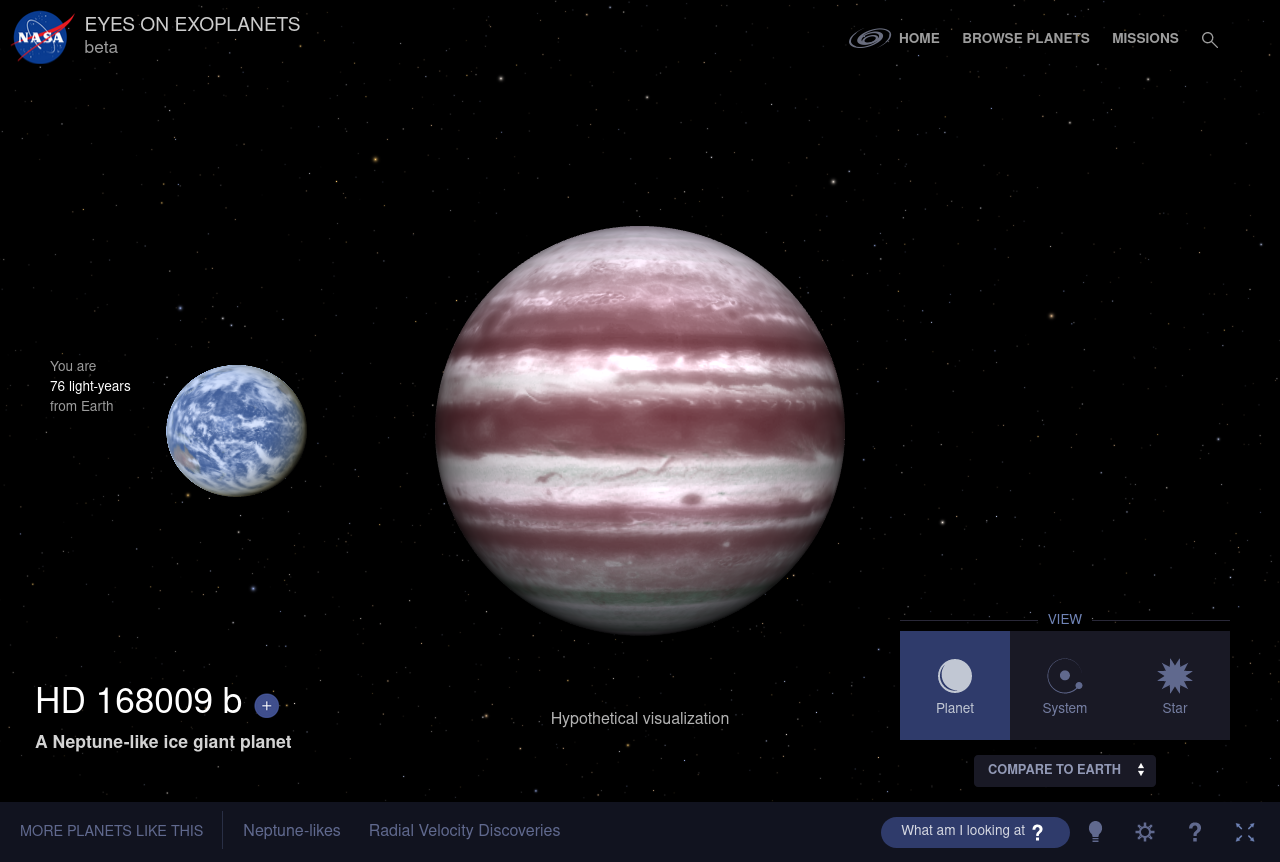 NASA
EYES ON EXOPLANETS
beta
HOME
BROWSE PLANETS
MISSIONS
You are
76 light-years
from Earth
HD 168009 b +
A Neptune-like ice giant planet
Hypothetical visualization
VIEW
Planet
System
Star
COMPARE TO EARTH
MORE PLANETS LIKE THIS
Neptune-likes
Radial Velocity Discoveries
What am I looking at ?
?